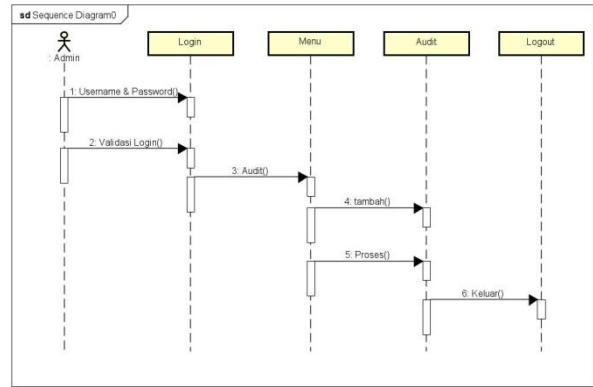 sd Sequence Diagram0
Login
Menu
Audit
Logout
: Admin
1: Username & Password()
2: Validasi Login()
3: Audit()
4: tambah()
5: Proses()
6: Keluar()